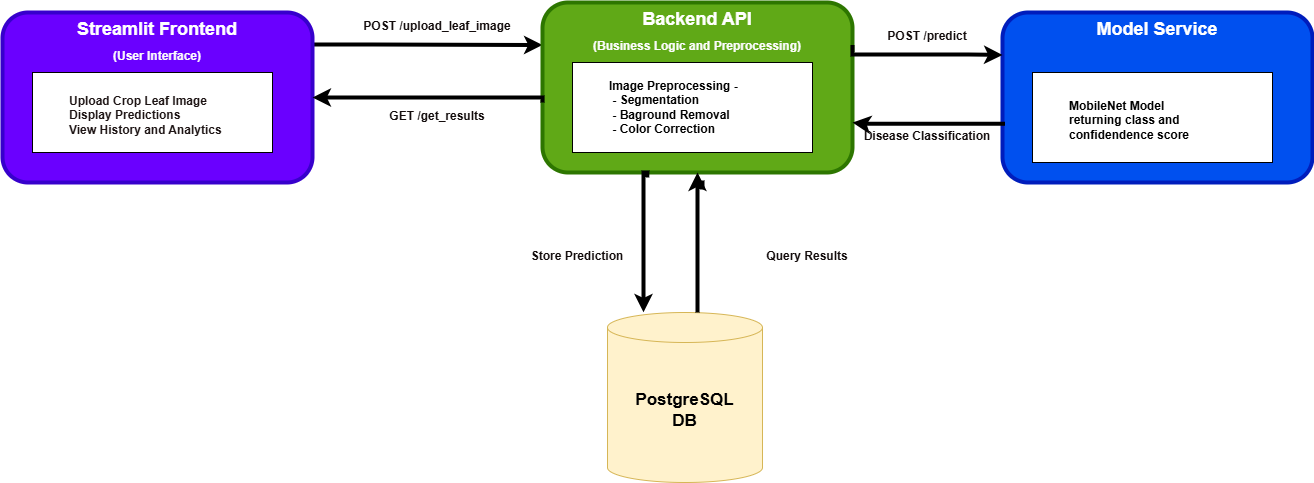 Streamlit Frontend
(User Interface)
Upload Crop Leaf Image
Display Predictions
View History and Analytics
POST /upload_leaf_image
GET /get_results
Backend API
(Business Logic and Preprocessing)
Image Preprocessing -
- Segmentation
- Baground Removal
- Color Correction
POST /predict
Disease Classification
Model Service
MobileNet Model
returning class and
confidendence score
Store Prediction
Query Results
PostgreSQL
DB